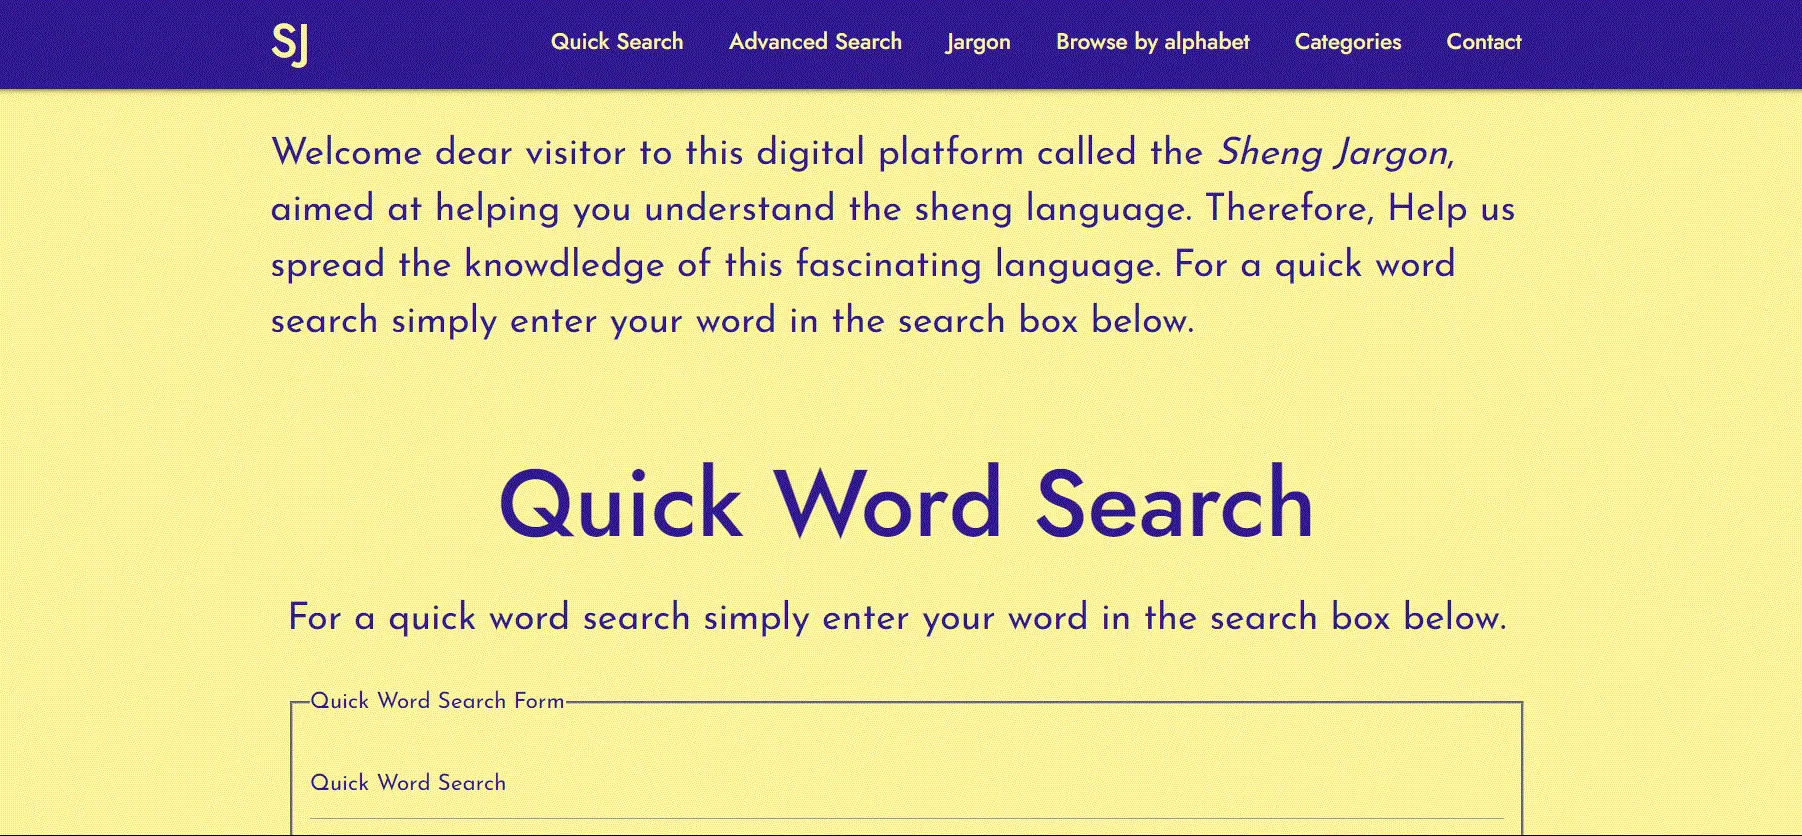 SJ
Quick Search Advanced Search Jargon Browse by alphabet Categories Contact
Welcome dear visitor to this digital platform called the Sheng Jargon,
aimed at helping you understand the sheng language. Therefore, Help us
spread the knowdledge of this fascinating language. For a quick word
search simply enter your word in the search box below.
Quick Word Search
For a quick word search simply enter your word in the search box below.
Quick Word Search Form
Quick Word Search